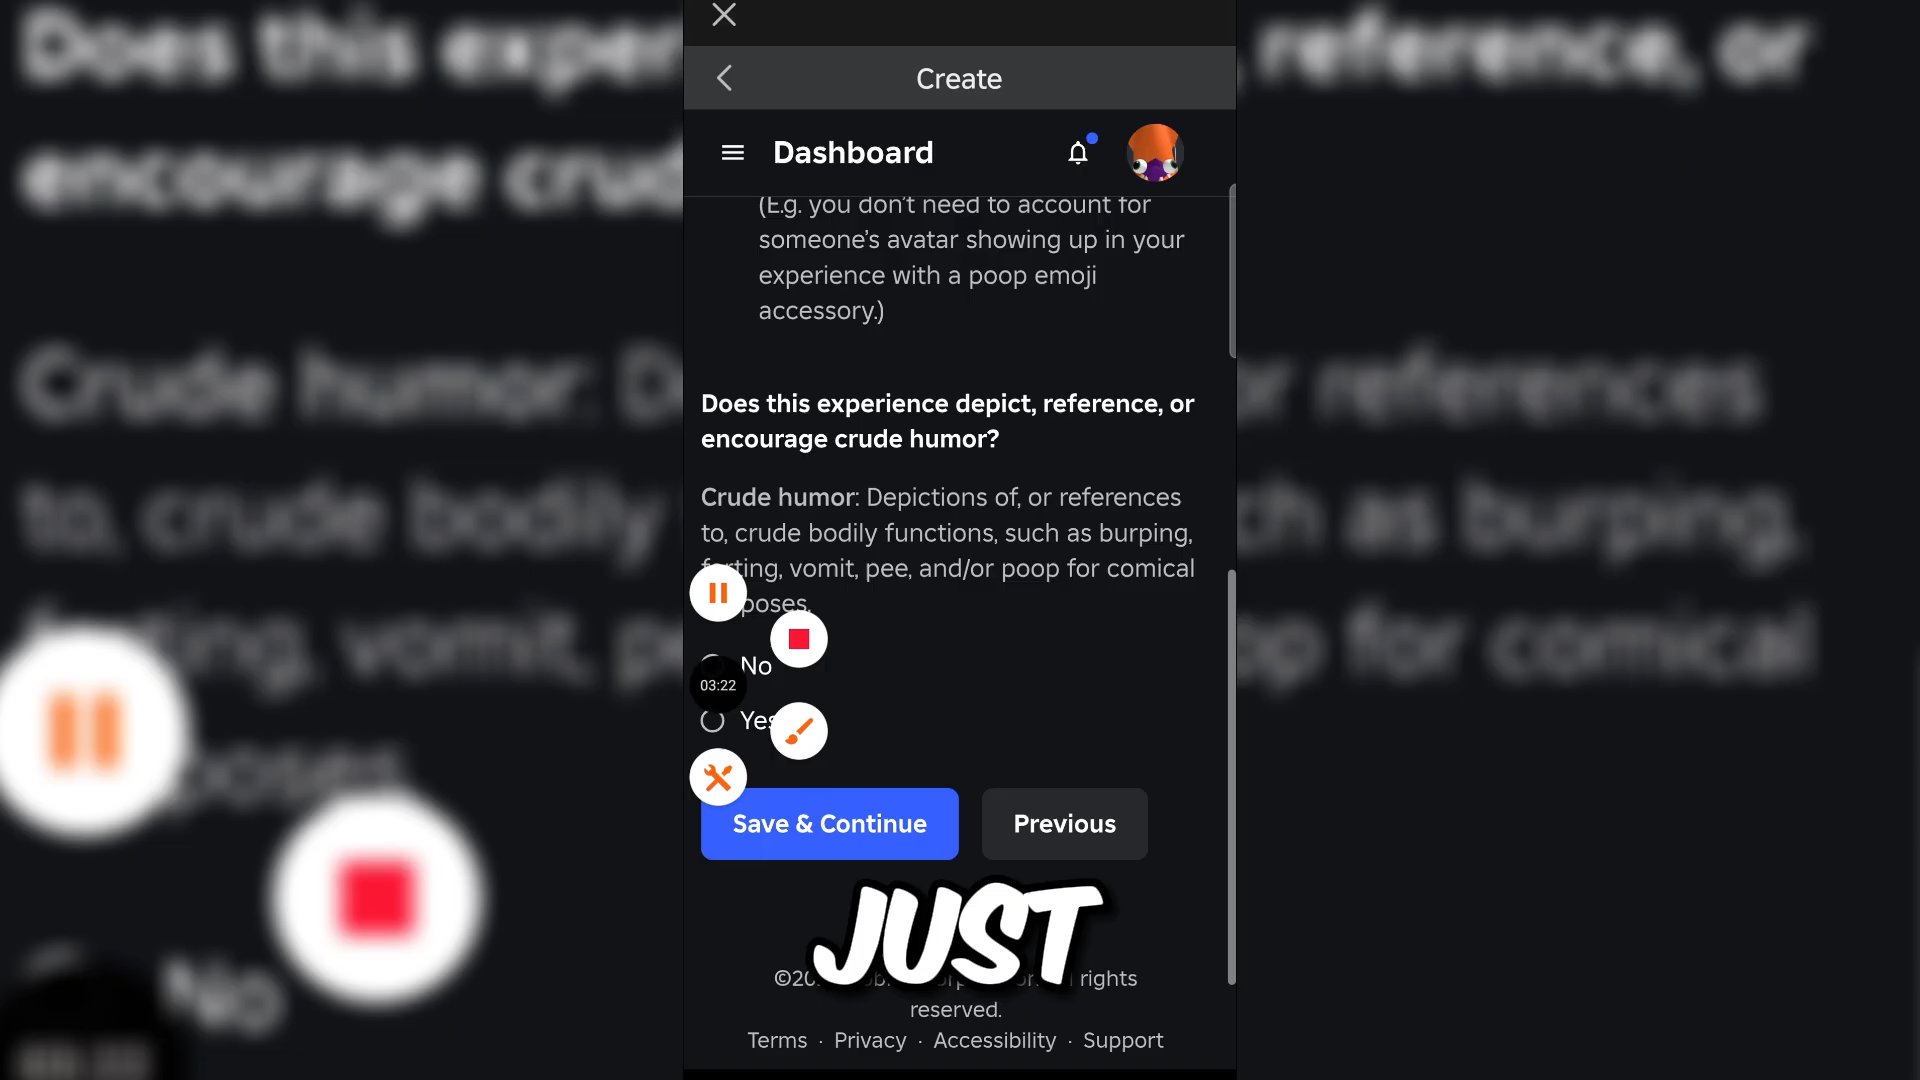 Create
Dashboard
(E.g. you don't need to account for
someone's avatar showing up in your
experience with a poop emoji
accessory.)
Does this experience depict, reference, or
encourage crude humor?
Crude humor: Depictions of, or references
to, crude bodily functions, such as burping,
farting, vomit, pee, and/or poop for comical
poses.
No
03:22
Yes
Save & Continue
Previous
JUST
rights
reserved.
Terms · Privacy · Accessibility · Support